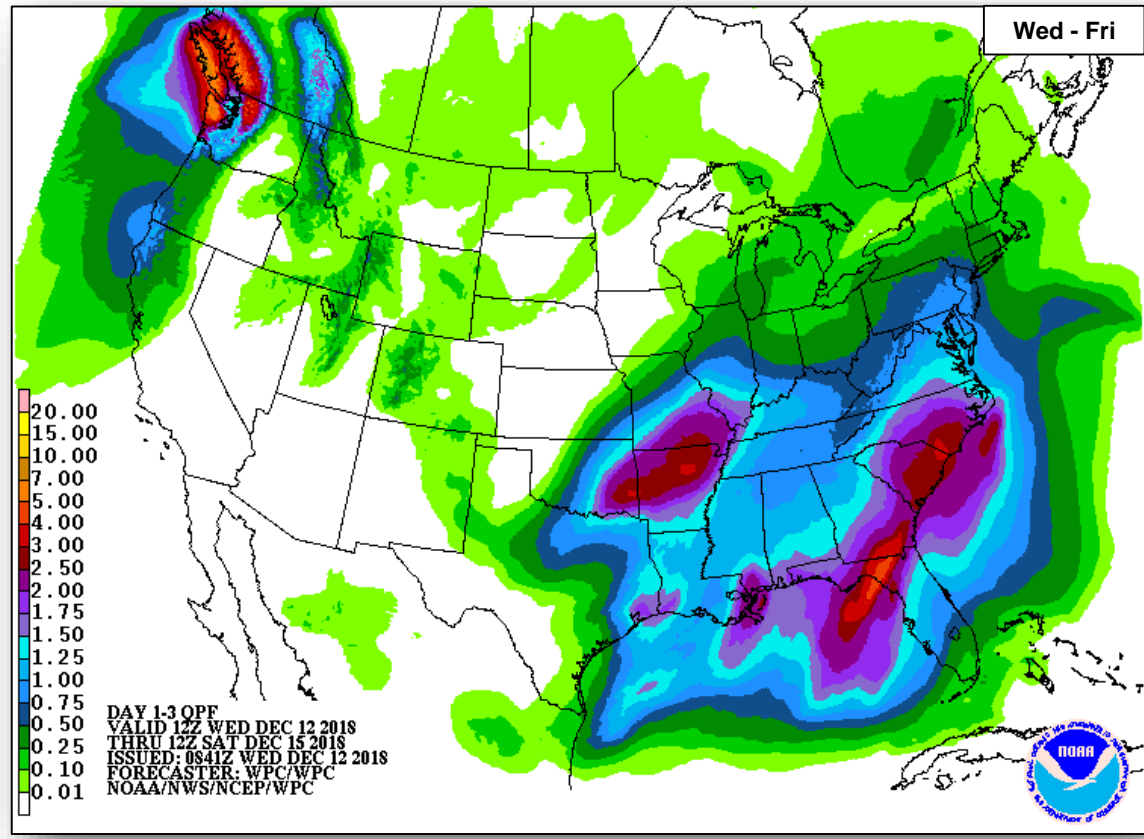 Wed - Fri
20.00
15.00
10.00
7.00
5.00
4.00
3.00
2.50
2.00
1.75
1.50
1.25
1.00
0.75
0.50
0.25
0.10
0.01
DAY 1-3 QPF
VALID 12Z WED DEC 12 2018
THRU 12Z SAT DEC 15 2018
ISSUED: 0841Z WED DEC 12 2018
FORECASTER: WPC/WPC
NOAA/NWS/NCEP/WPC
NOAA